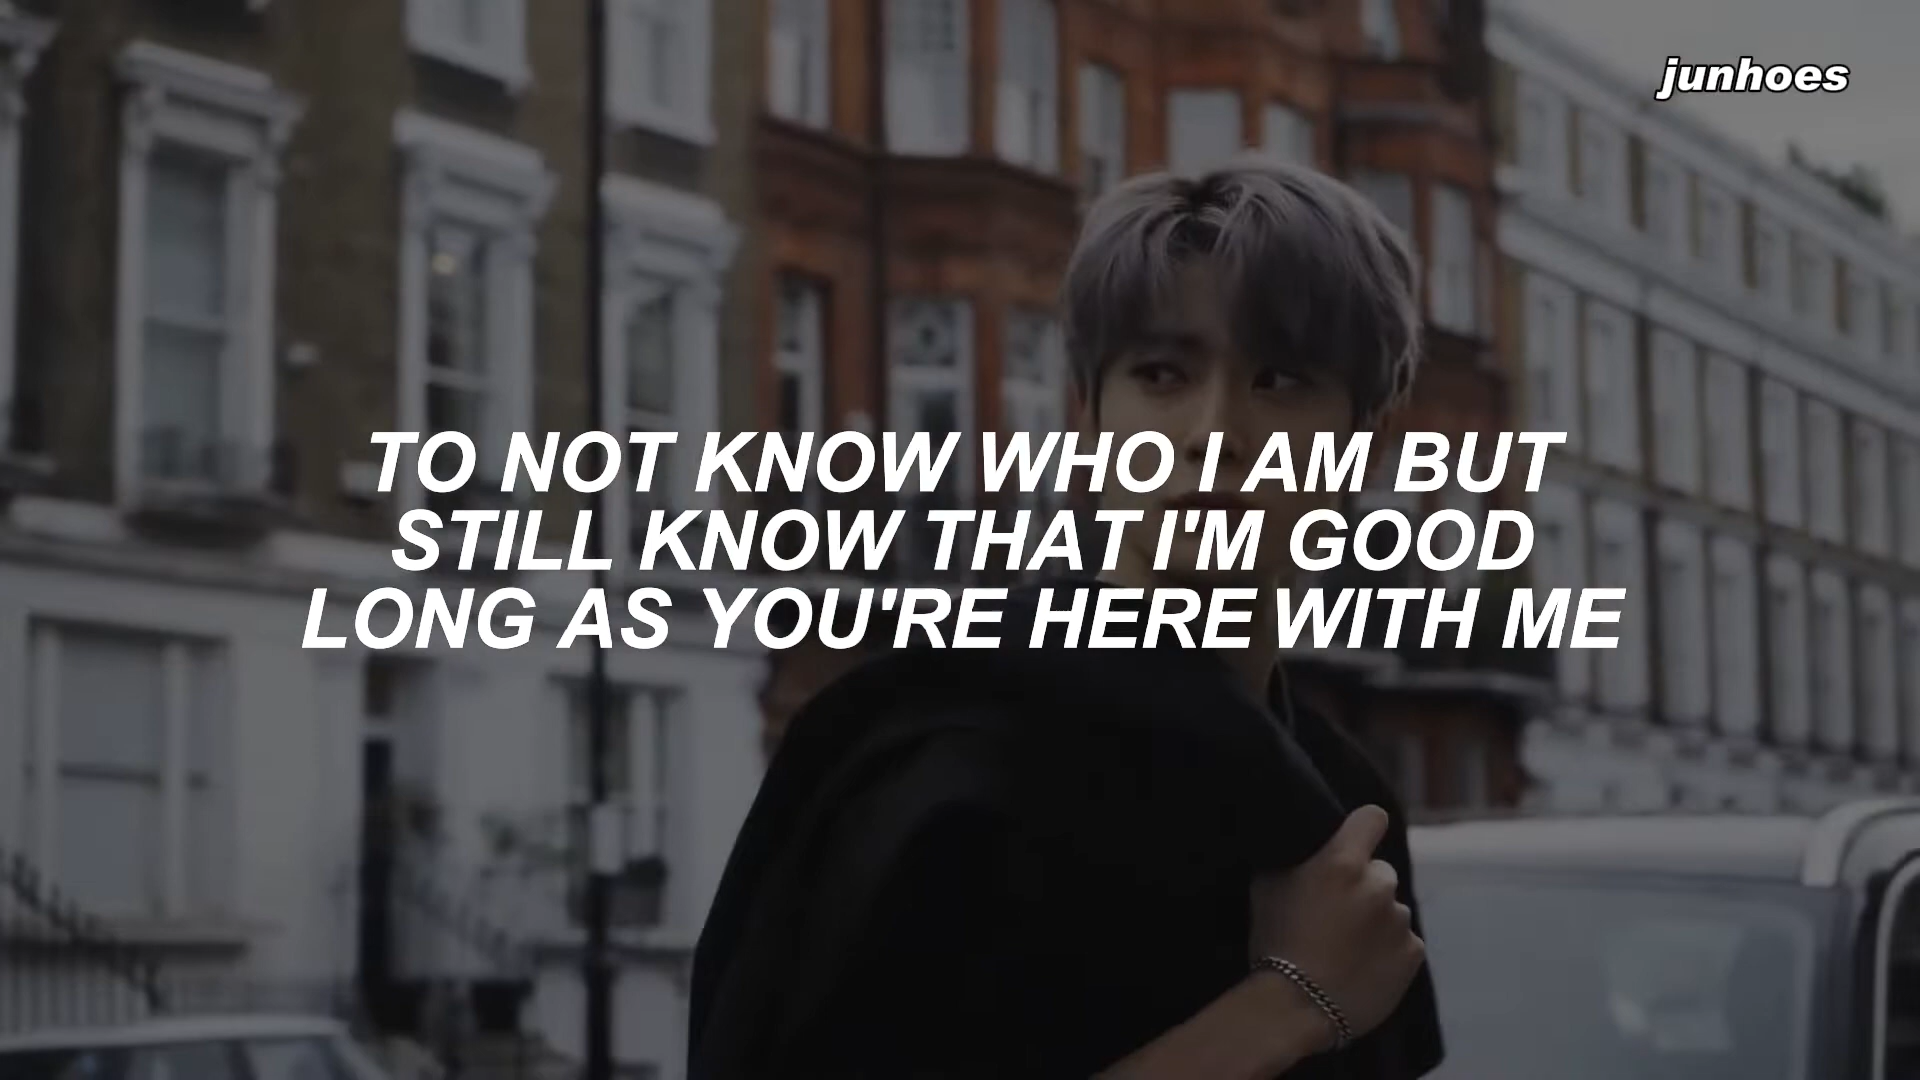 junhoes
TO NOT KNOW WHO I AM BUT
STILL KNOW THAT I'M GOOD
LONG AS YOU'RE HERE WITH ME